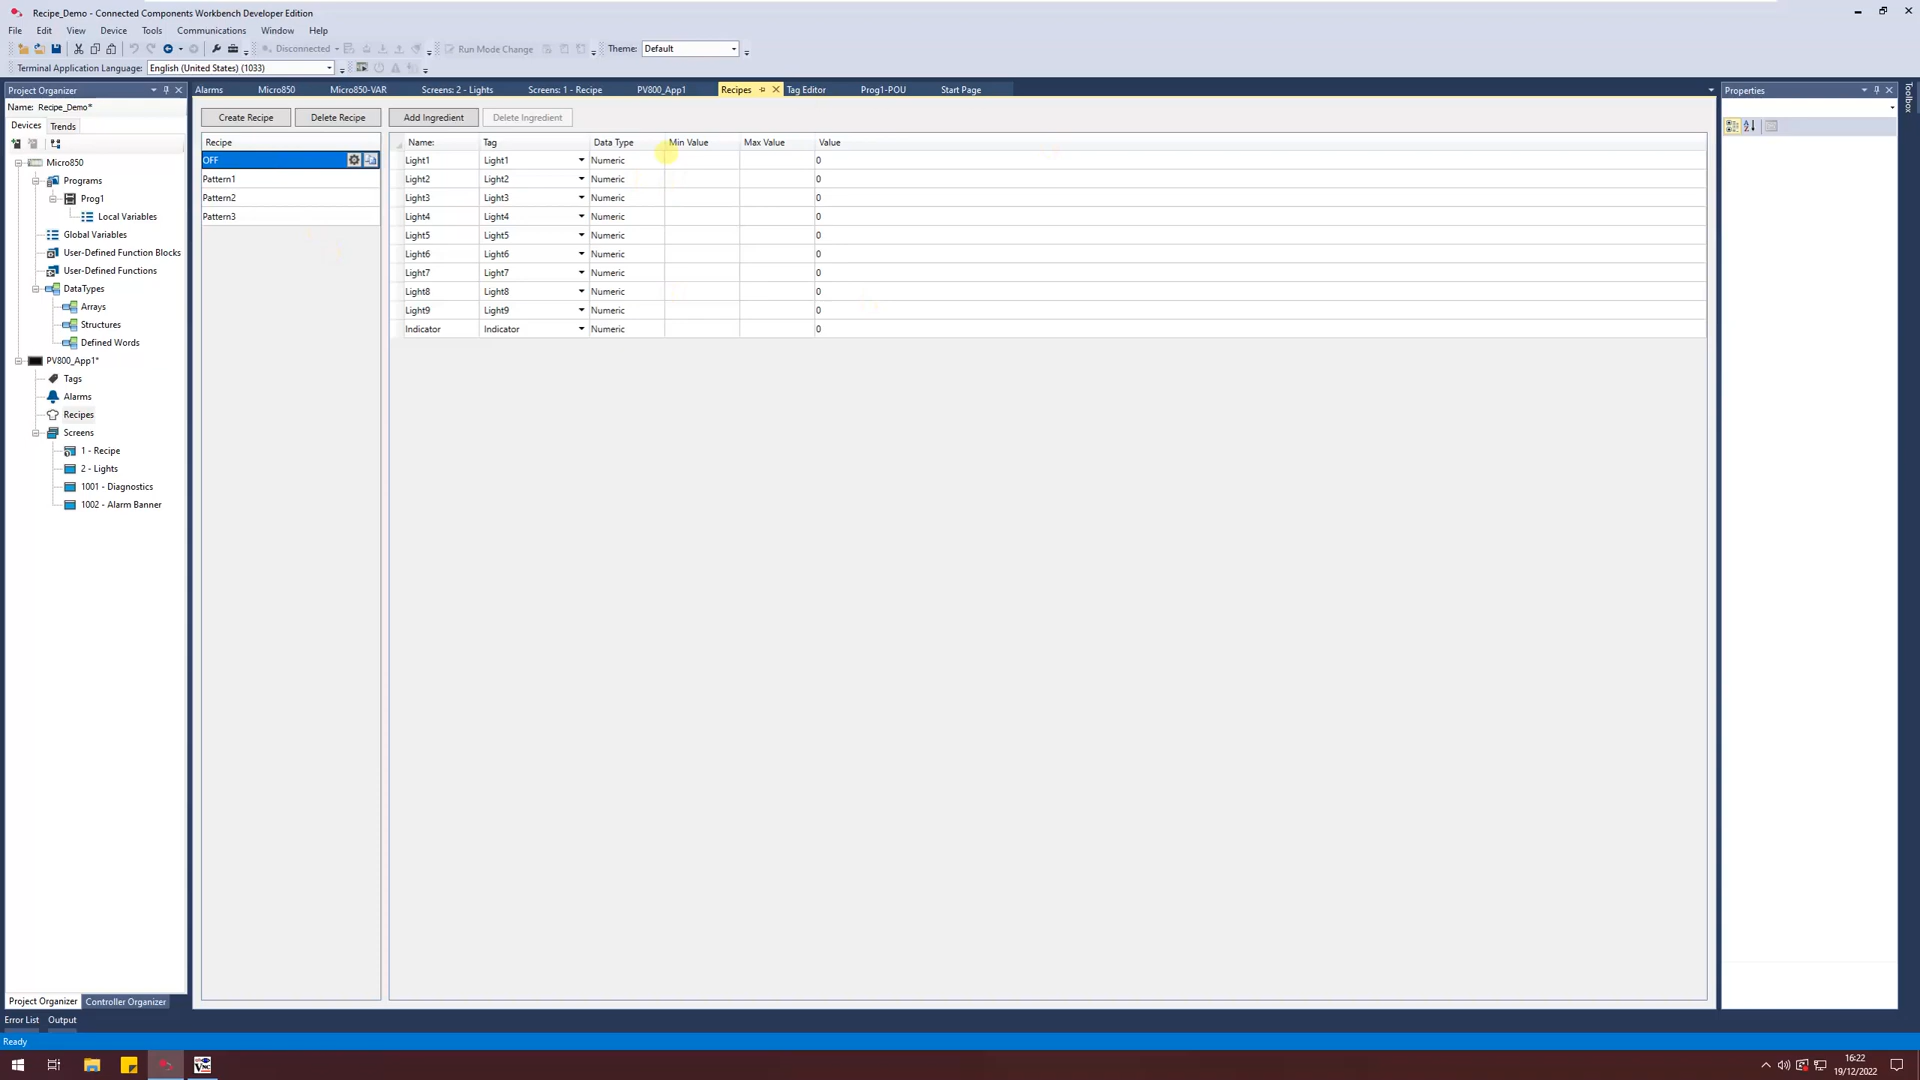 Recipe_Demo - Connected Components Workbench Developer Edition
File Edit View Device Tools Communications Window Help
Disconnected Run Mode Change Theme: Default
Terminal Application Language: English (United States) (1033)
Project Organizer
Name: Recipe_Demo*
Devices Trends
Micro850
Programs
Prog1
Local Variables
Global Variables
User-Defined Function Blocks
User-Defined Functions
DataTypes
Arrays
Structures
Defined Words
PV800_App1*
Tags
Alarms
Recipes
Screens
1 - Recipe
2 - Lights
1001 - Diagnostics
1002 - Alarm Banner
Project Organizer Controller Organizer
Alarms Micro850 Micro850-VAR Screens: 2 - Lights Screens: 1 - Recipe PV800_App1 Recipes Tag Editor Prog1-POU Start Page
Create Recipe Delete Recipe Add Ingredient Delete Ingredient
Recipe
OFF
Pattern1
Pattern2
Pattern3
Name: Tag Data Type Min Value Max Value Value
Light1 Light1 Numeric 0
Light2 Light2 Numeric 0
Light3 Light3 Numeric 0
Light4 Light4 Numeric 0
Light5 Light5 Numeric 0
Light6 Light6 Numeric 0
Light7 Light7 Numeric 0
Light8 Light8 Numeric 0
Light9 Light9 Numeric 0
Indicator Indicator Numeric 0
Properties
Toolbox
Error List Output
Ready
16:22
19/12/2022